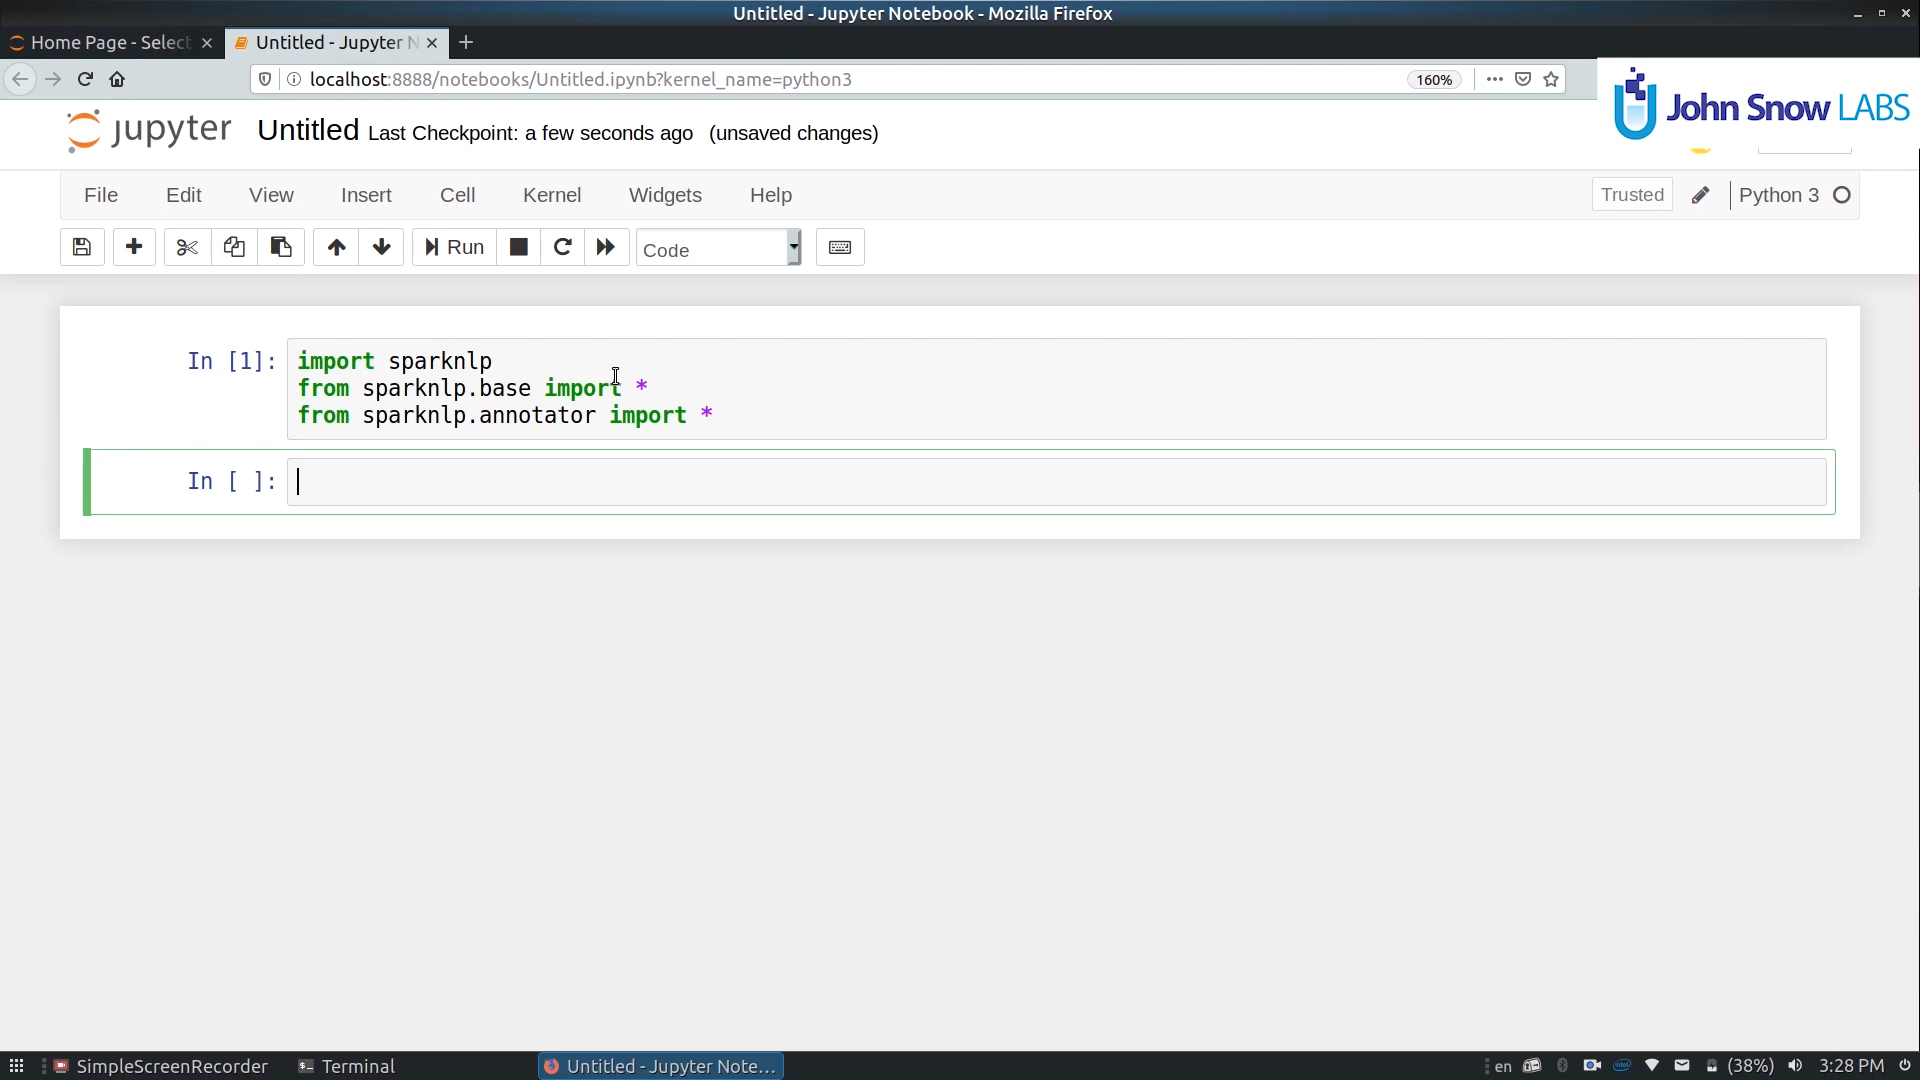 Untitled - Jupyter Notebook - Mozilla Firefox
Home Page - Select
Untitled - Jupyter N
localhost:8888/notebooks/Untitled.ipynb?kernel_name=python3
160%
John Snow LABS
jupyter Untitled Last Checkpoint: a few seconds ago (unsaved changes)
File Edit View Insert Cell Kernel Widgets Help Trusted Python 3
Run Code
In [1]: import sparknlp
from sparknlp.base import *
from sparknlp.annotator import *
In [ ]:
SimpleScreenRecorder Terminal Untitled - Jupyter Note... en intel (38%) 3:28 PM